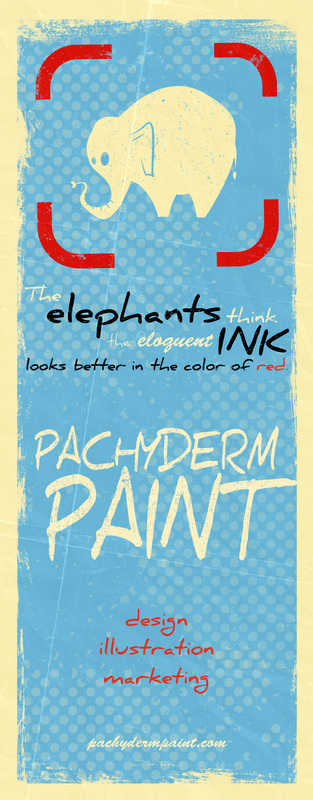 The
elephants think
the eloquent INK
looks better in the color of red.
PACHYDERM
PAINT
design
illustration
marketing
pachydermpaint.com